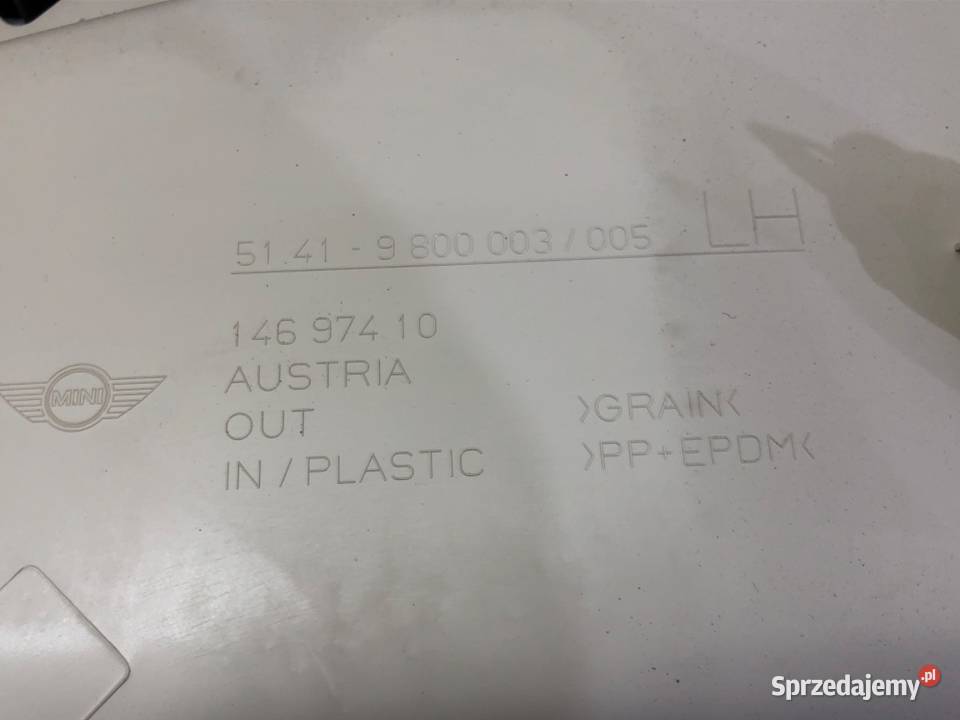 51.41 - 9 800 003 / 005 LH
146 974 10
AUSTRIA
MINI
OUT
>GRAIN<
IN / PLASTIC
>PP+EPDM<
Sprzedajemy.pl